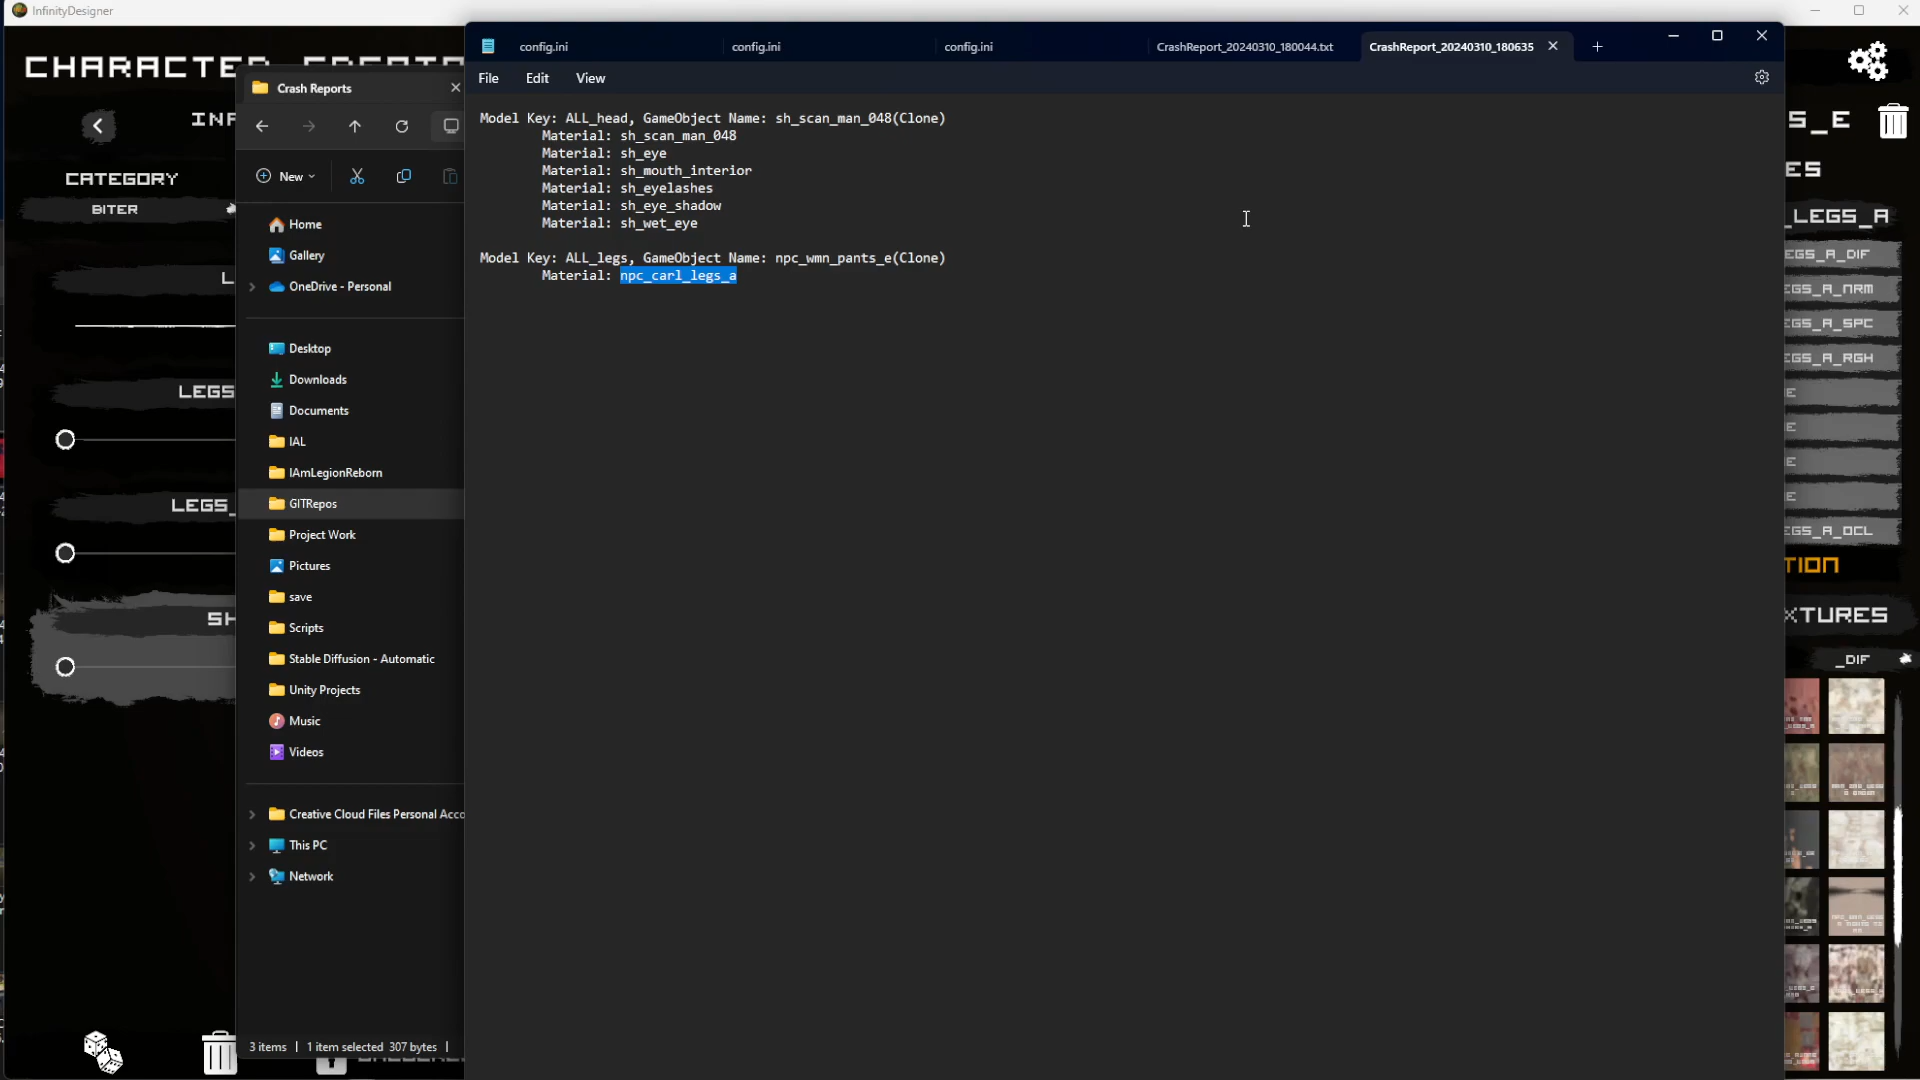 InfinityDesigner
CHARACTER CREATO
CATEGORY
BITER
LEGS
LEGS_
SH
Crash Reports
New
Home
Gallery
OneDrive - Personal
Desktop
Downloads
Documents
IAL
IAmLegionReborn
GITRepos
Project Work
Pictures
save
Scripts
Stable Diffusion - Automatic
Unity Projects
Music
Videos
Creative Cloud Files Personal Acco
This PC
Network
3 items | 1 item selected 307 bytes |
config.ini
config.ini
config.ini
CrashReport_20240310_180044.txt
CrashReport_20240310_180635
File Edit View
Model Key: ALL_head, GameObject Name: sh_scan_man_048(Clone)
Material: sh_scan_man_048
Material: sh_eye
Material: sh_mouth_interior
Material: sh_eyelashes
Material: sh_eye_shadow
Material: sh_wet_eye
Model Key: ALL_legs, GameObject Name: npc_wmn_pants_e(Clone)
Material: npc_carl_legs_a
S_E
ES
_LEGS_A
EGS_A_DIF
EGS_A_NRM
EGS_A_SPC
EGS_A_RGH
E
E
E
E
EGS_A_OCL
TION
XTURES
_DIF